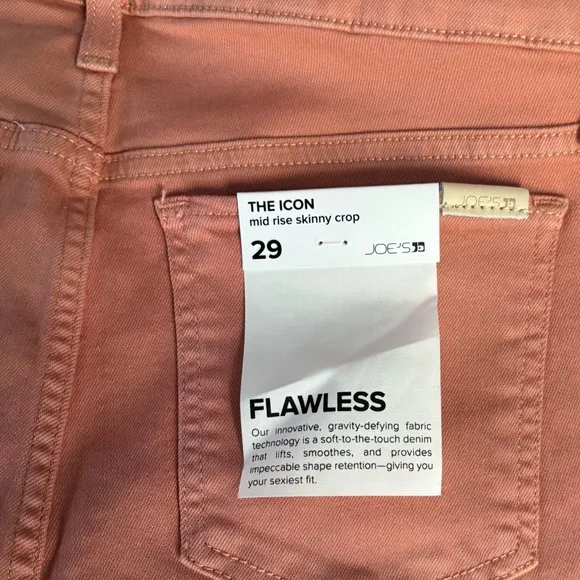 THE ICON
mid rise skinny crop
29 JOE'S
JOE'S
FLAWLESS
Our innovative, gravity-defying fabric
technology is a soft-to-the-touch denim
that lifts, smoothes, and provides
impeccable shape retention—giving you
your sexiest fit.